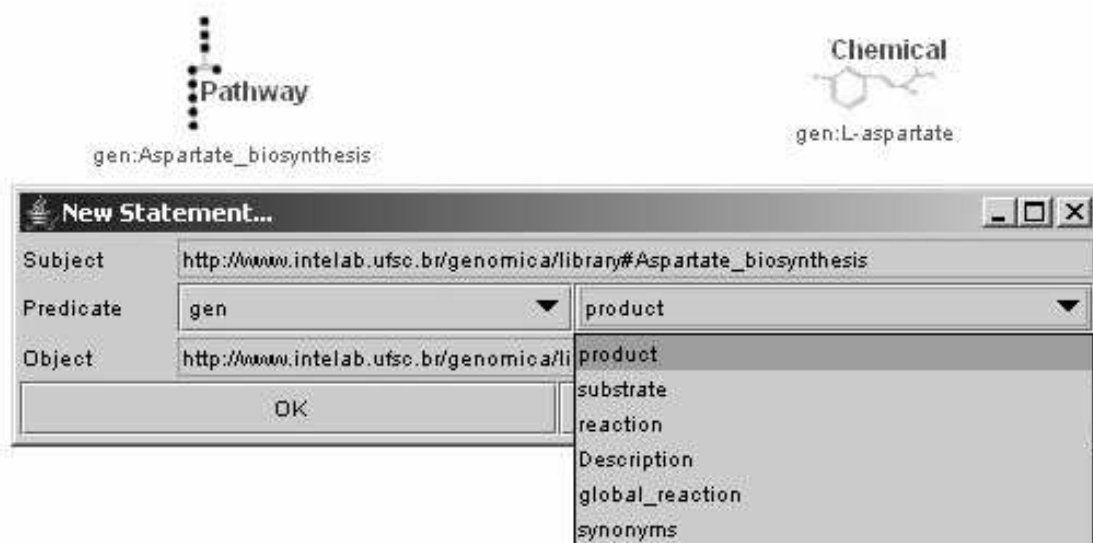 Pathway
gen:Aspartate_biosynthesis
Chemical
gen:L-aspartate
New Statement...
Subject http://www.intelab.ufsc.br/genomica/library#Aspartate_biosynthesis
Predicate gen product
Object http://www.intelab.ufsc.br/genomica/li
OK
product
substrate
reaction
Description
global_reaction
synonyms